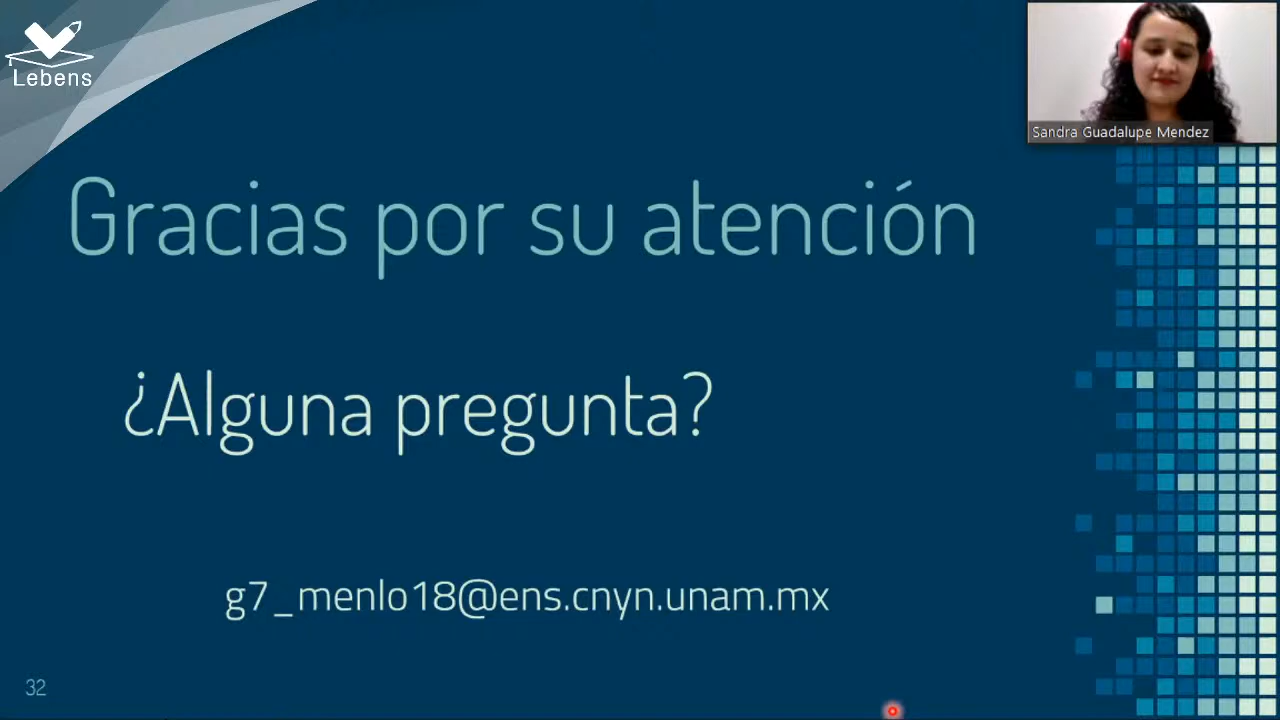 Lebens
Sandra Guadalupe Mendez
Gracias por su atención
¿Alguna pregunta?
g7_menlo18@ens.cnyn.unam.mx
32